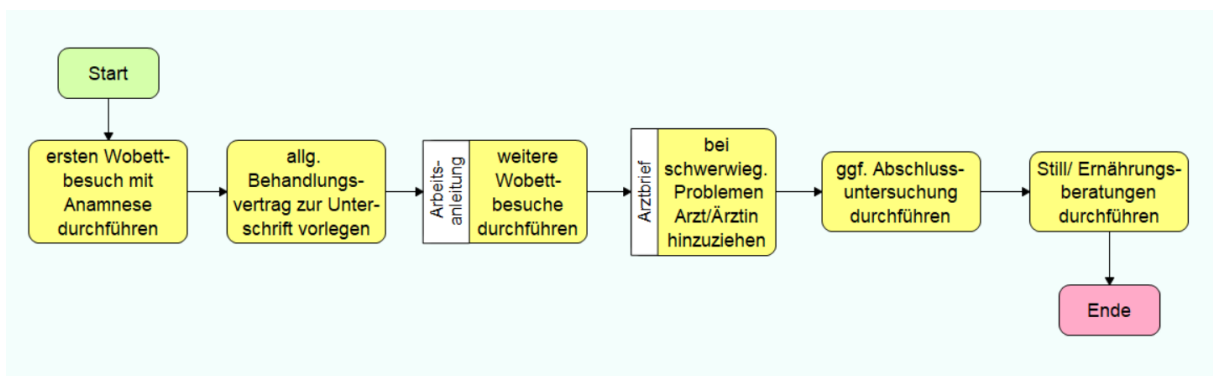 Start
ersten Wobett-
besuch mit
Anamnese
durchführen
allg.
Behandlungs-
vertrag zur Unter-
schrift vorlegen
Arbeits-
anleitung
weitere
Wobett-
besuche
durchführen
Arztbrief
bei
schwerwieg.
Problemen
Arzt/Ärztin
hinzuziehen
ggf. Abschluss-
untersuchung
durchführen
Still/ Ernährungs-
beratungen
durchführen
Ende